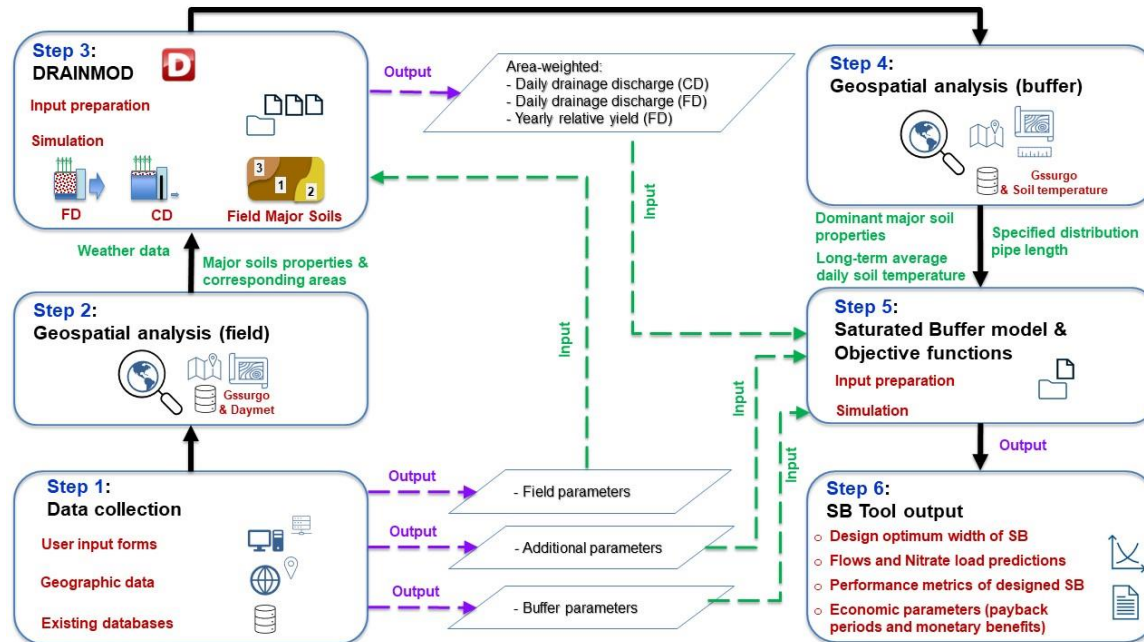 Step 3:
DRAINMOD
D
Input preparation
Simulation
FD
CD
3
1
2
Field Major Soils
Output
Area-weighted:
- Daily drainage discharge (CD)
- Daily drainage discharge (FD)
- Yearly relative yield (FD)
Step 4:
Geospatial analysis (buffer)
Gssurgo
& Soil temperature
Weather data
Major soils properties &
corresponding areas
Input
Input
Dominant major soil
properties
Long-term average
daily soil temperature
Specified distribution
pipe length
Step 2:
Geospatial analysis (field)
Gssurgo
& Daymet
Step 5:
Saturated Buffer model &
Objective functions
Input preparation
Simulation
Input
Input
Output
Step 1:
Data collection
User input forms
Geographic data
Existing databases
Output
- Field parameters
Output
- Additional parameters
Output
- Buffer parameters
Step 6:
SB Tool output
o Design optimum width of SB
o Flows and Nitrate load predictions
o Performance metrics of designed SB
o Economic parameters (payback
periods and monetary benefits)